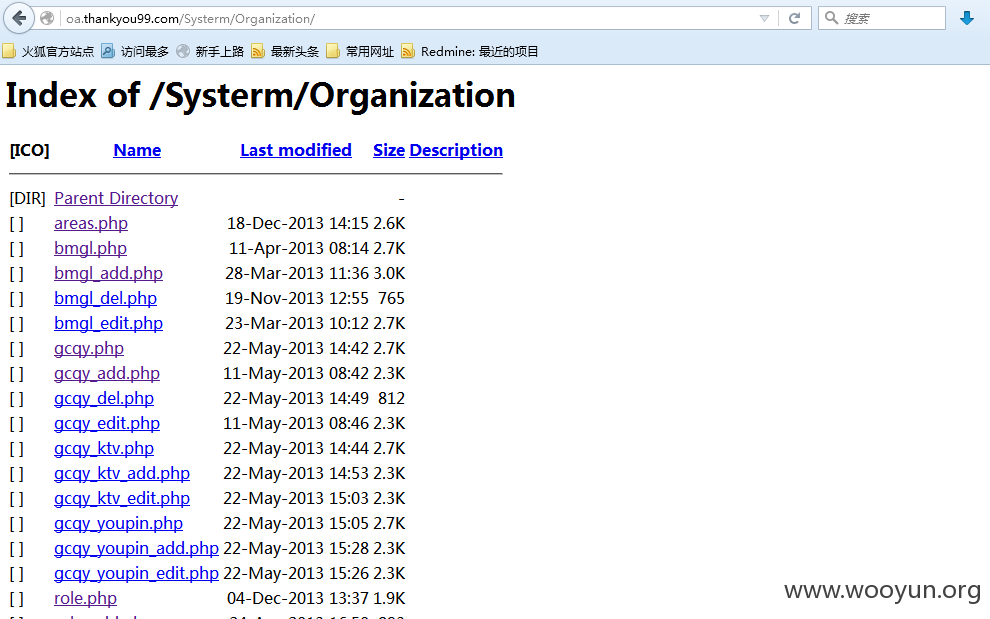 oa.thankyou99.com/Systerm/Organization/
搜索
火狐官方站点 访问最多 新手上路 最新头条 常用网址 Redmine: 最近的项目
Index of /Systerm/Organization
[ICO] Name Last modified Size Description
[DIR] Parent Directory -
[ ] areas.php 18-Dec-2013 14:15 2.6K
[ ] bmgl.php 11-Apr-2013 08:14 2.7K
[ ] bmgl_add.php 28-Mar-2013 11:36 3.0K
[ ] bmgl_del.php 19-Nov-2013 12:55 765
[ ] bmgl_edit.php 23-Mar-2013 10:12 2.7K
[ ] gcqy.php 22-May-2013 14:42 2.7K
[ ] gcqy_add.php 11-May-2013 08:42 2.3K
[ ] gcqy_del.php 22-May-2013 14:49 812
[ ] gcqy_edit.php 11-May-2013 08:46 2.3K
[ ] gcqy_ktv.php 22-May-2013 14:44 2.7K
[ ] gcqy_ktv_add.php 22-May-2013 14:53 2.3K
[ ] gcqy_ktv_edit.php 22-May-2013 15:03 2.3K
[ ] gcqy_youpin.php 22-May-2013 15:05 2.7K
[ ] gcqy_youpin_add.php 22-May-2013 15:28 2.3K
[ ] gcqy_youpin_edit.php 22-May-2013 15:26 2.3K
[ ] role.php 04-Dec-2013 13:37 1.9K
www.wooyun.org